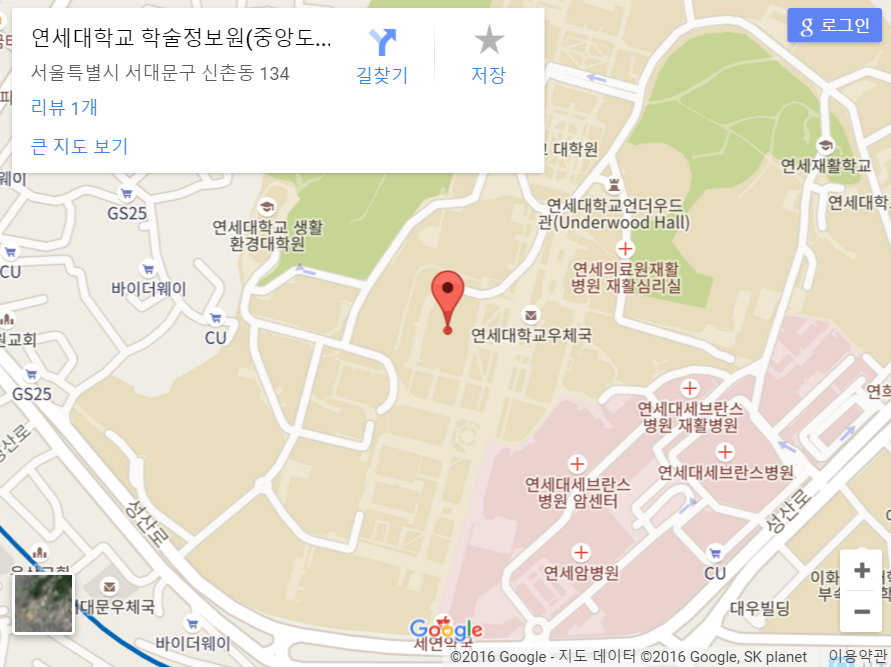 연세대학교 학술정보원(중앙도...
서울특별시 서대문구 신촌동 134
리뷰 1개
큰 지도 보기
길찾기
저장
로그인
대학원
연세재활학교
GS25
연세대학교 생활
환경대학원
연세대학교언더우드
관(Underwood Hall)
연세대학
CU
바이더웨이
연세의료원재활
병원 재활심리실
CU
연세대학교우체국
원교회
GS25
연세대세브란스
병원 재활병원
연희
연세대세브란스병원
연세대세브란스
병원 암센터
성산로
성산로
성산로
연세암병원
CU
서대문우체국
대우빌딩
이화
부속
바이더웨이
Google
세연약국
©2016 Google - 지도 데이터 ©2016 Google, SK planet
이용약관